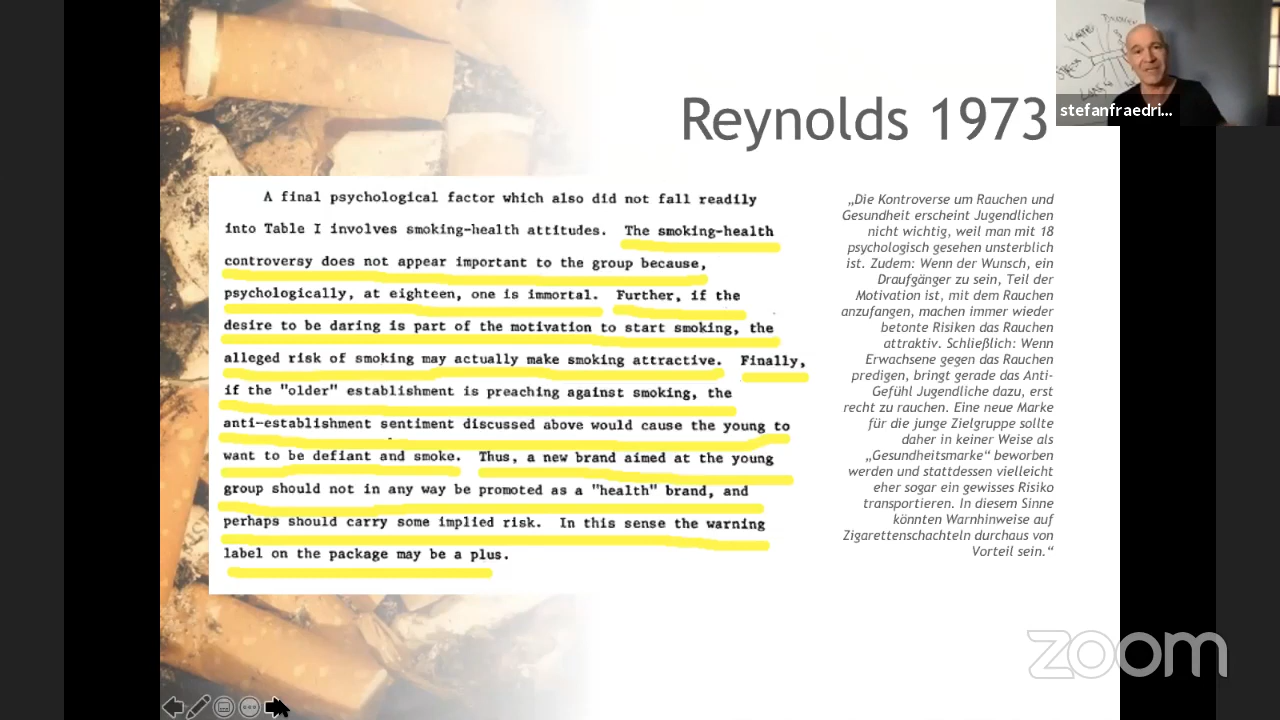 stefanfraedri...
Reynolds 1973
A final psychological factor which also did not fall readily
into Table I involves smoking-health attitudes. The smoking-health
controversy does not appear important to the group because,
psychologically, at eighteen, one is immortal. Further, if the
desire to be daring is part of the motivation to start smoking, the
alleged risk of smoking may actually make smoking attractive. Finally,
if the "older" establishment is preaching against smoking, the
anti-establishment sentiment discussed above would cause the young to
want to be defiant and smoke. Thus, a new brand aimed at the young
group should not in any way be promoted as a "health" brand, and
perhaps should carry some implied risk. In this sense the warning
label on the package may be a plus.
„Die Kontroverse um Rauchen und
Gesundheit erscheint Jugendlichen
nicht wichtig, weil man mit 18
psychologisch gesehen unsterblich
ist. Zudem: Wenn der Wunsch, ein
Draufgänger zu sein, Teil der
Motivation ist, mit dem Rauchen
anzufangen, machen immer wieder
betonte Risiken das Rauchen
attraktiv. Schließlich: Wenn
Erwachsene gegen das Rauchen
predigen, bringt gerade das Anti-
Gefühl Jugendliche dazu, erst
recht zu rauchen. Eine neue Marke
für die junge Zielgruppe sollte
daher in keiner Weise als
„Gesundheitsmarke“ beworben
werden und stattdessen vielleicht
eher sogar ein gewisses Risiko
transportieren. In diesem Sinne
könnten Warnhinweise auf
Zigarettenschachteln durchaus von
Vorteil sein.“
zoom